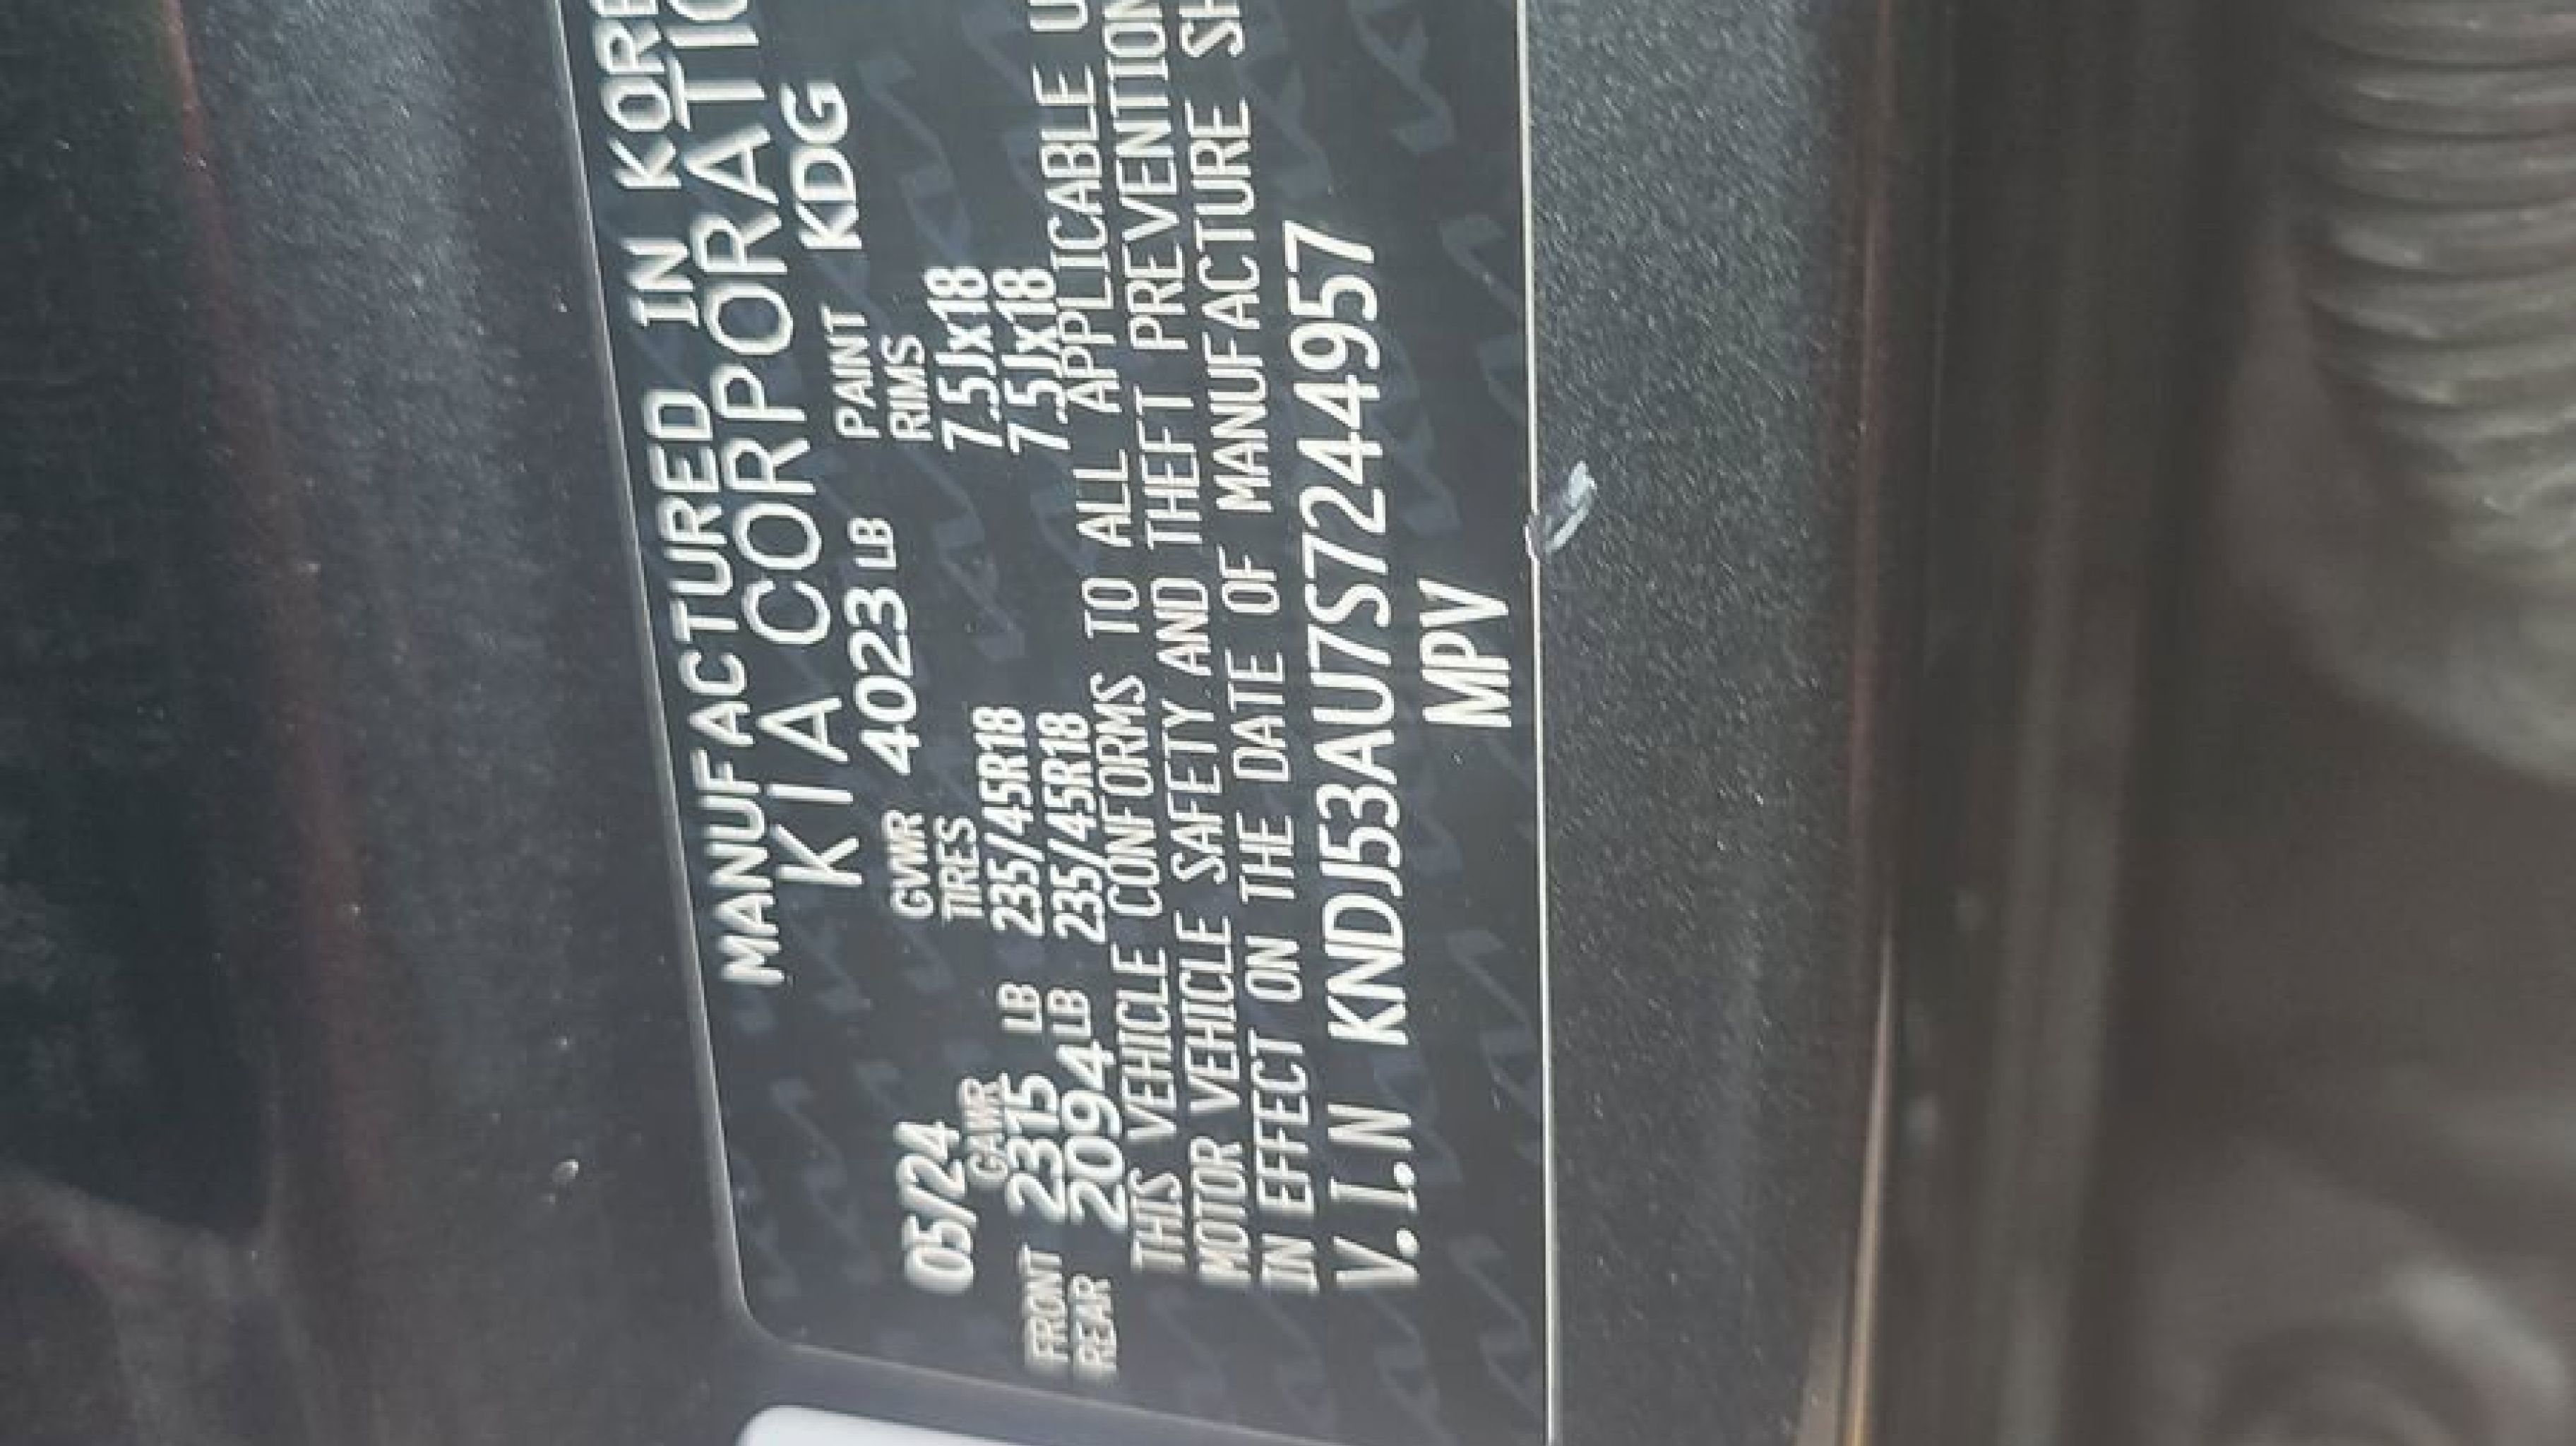 MANUFACTURED IN KORE
KIA CORPORATIO
05/24 GVWR 4023 LB PAINT KDG
GAWR TIRES RIMS
FRONT 2315 LB 235/45R18 7.5Jx18
REAR 2094 LB 235/45R18 7.5Jx18
THIS VEHICLE CONFORMS TO ALL APPLICABLE U
MOTOR VEHICLE SAFETY AND THEFT PREVENTION
IN EFFECT ON THE DATE OF MANUFACTURE SH
V.I.N KNDJ53AU7S7244957
MPV